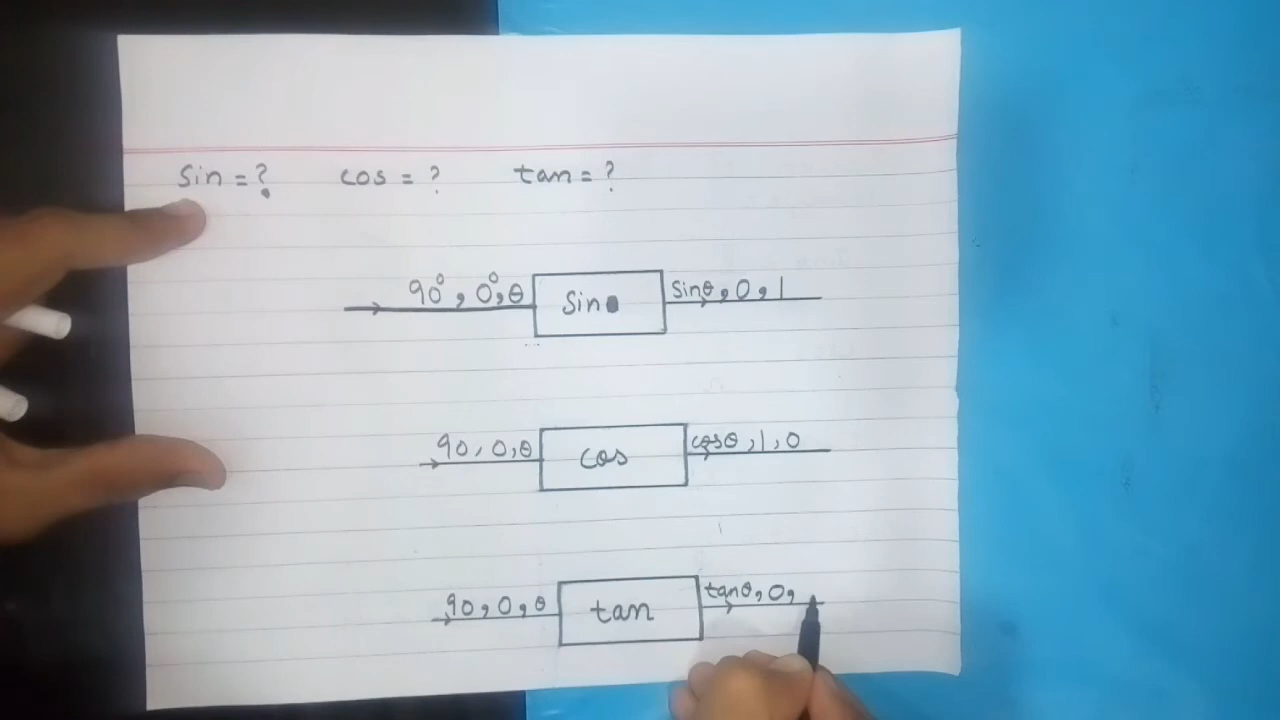 Sin = ? cos = ? tan = ?
90°, 0°, θ Sin Sinθ, 0, 1
90, 0, θ cos cosθ, 1, 0
90, 0, θ tan tanθ, 0,